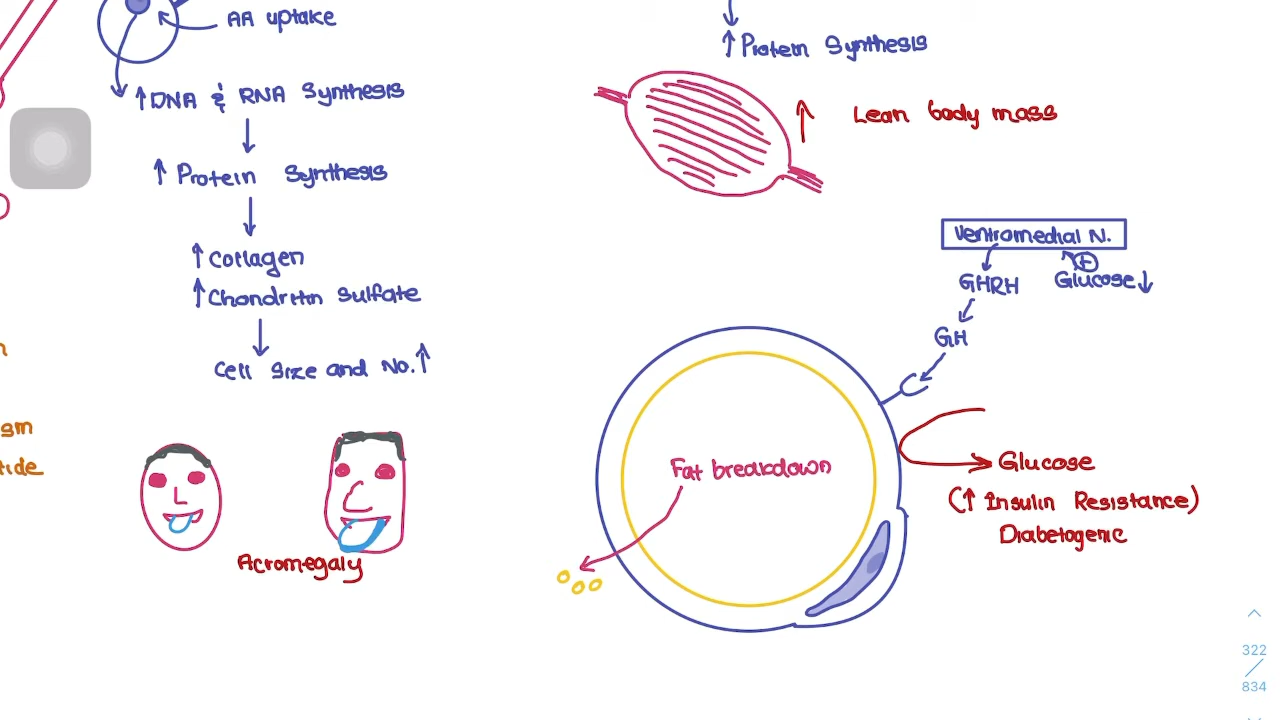 AA uptake
↑DNA & RNA Synthesis
↑ Protein Synthesis
↑ Collagen
↑ Chondritin Sulfate
Cell Size and No.↑
Acromegaly
↑ Protein Synthesis
↑ Lean body mass
Ventromedial N.
GHRH
+
Glucose↓
GH
Fat breakdown
Glucose
(↑ Insulin Resistance)
Diabetogenic
sm
tide
322
834